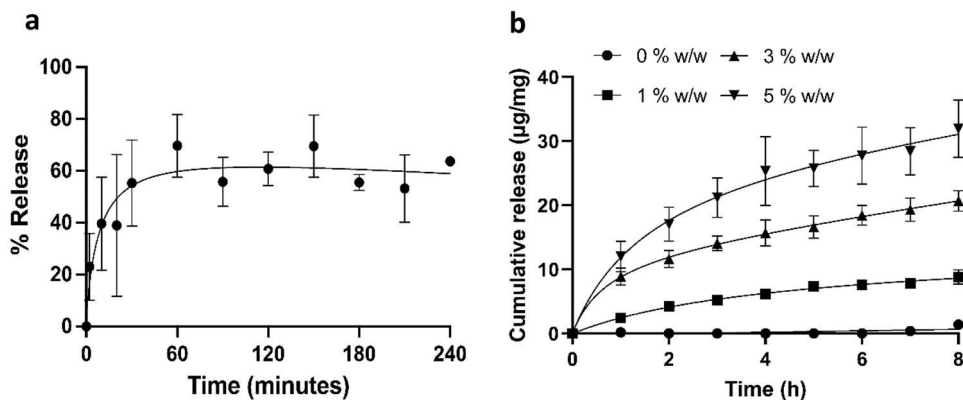 a
100
80
60
40
20
0
% Release
0 60 120 180 240
Time (minutes)
b
0 % w/w 3 % w/w
1 % w/w 5 % w/w
40
30
20
10
0
Cumulative release (µg/mg)
0 2 4 6 8
Time (h)